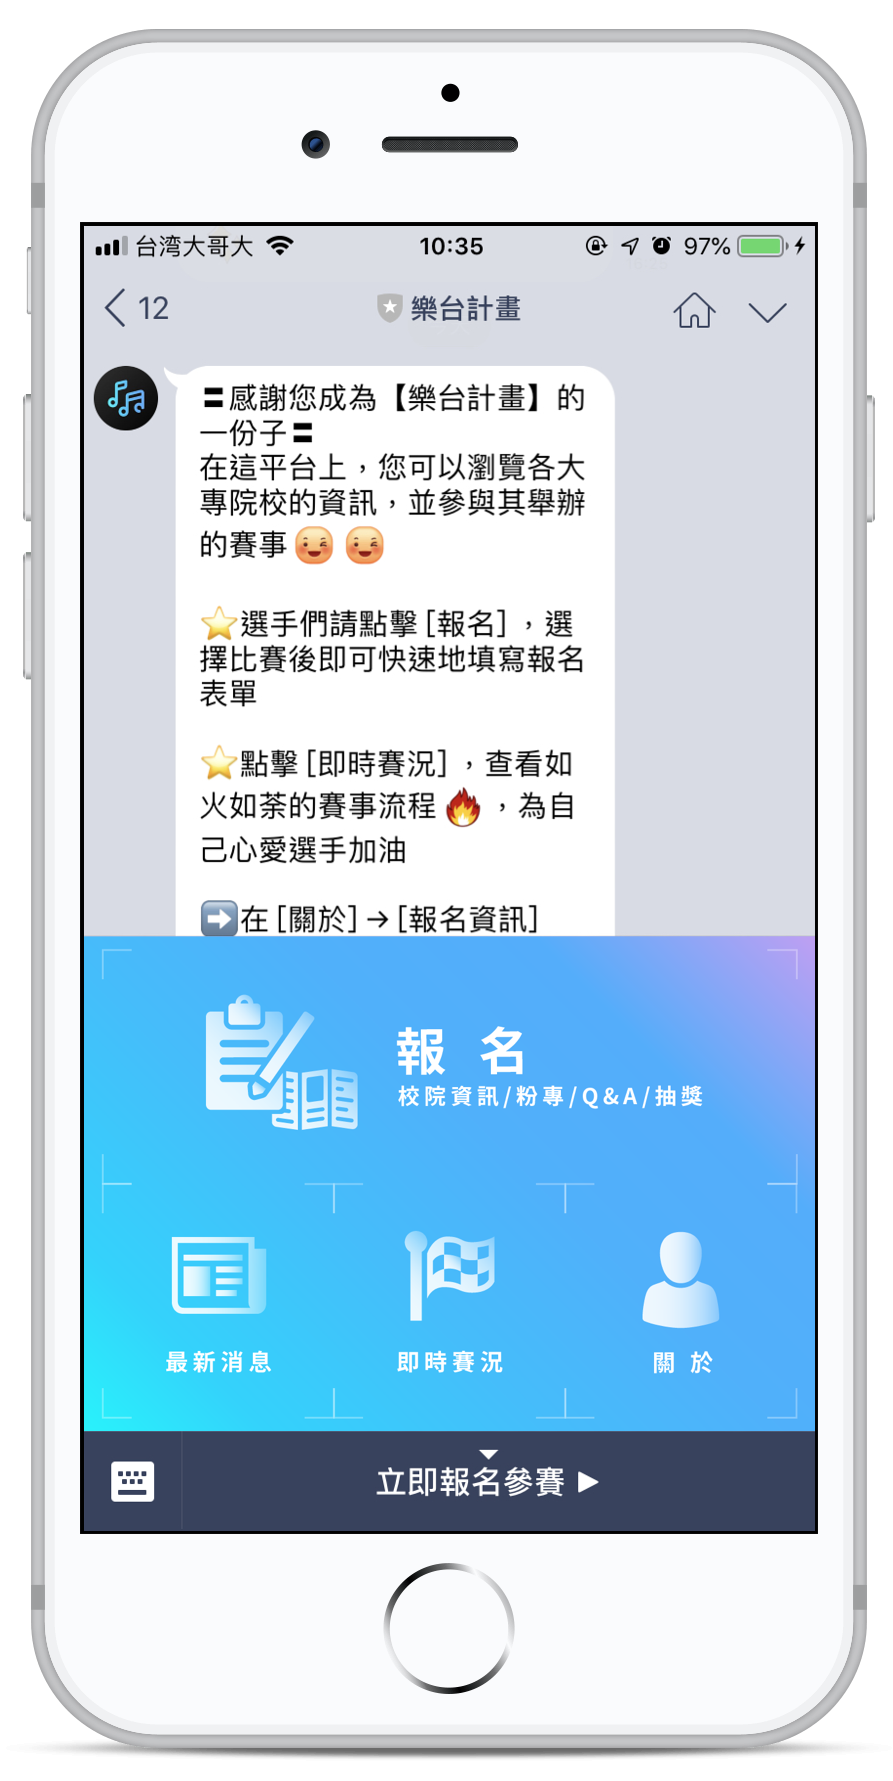 台湾大哥大 10:35 97%
12 樂台計畫
〓感謝您成為【樂台計畫】的
一份子〓
在這平台上，您可以瀏覽各大
專院校的資訊，並參與其舉辦
的賽事
⭐選手們請點擊 [報名]，選
擇比賽後即可快速地填寫報名
表單
⭐點擊 [即時賽況]，查看如
火如荼的賽事流程🔥，為自
己心愛選手加油
➡️在 [關於] → [報名資訊]
報 名
校院資訊/粉專/Q&A/抽獎
最新消息
即時賽況
關 於
立即報名參賽 ▶